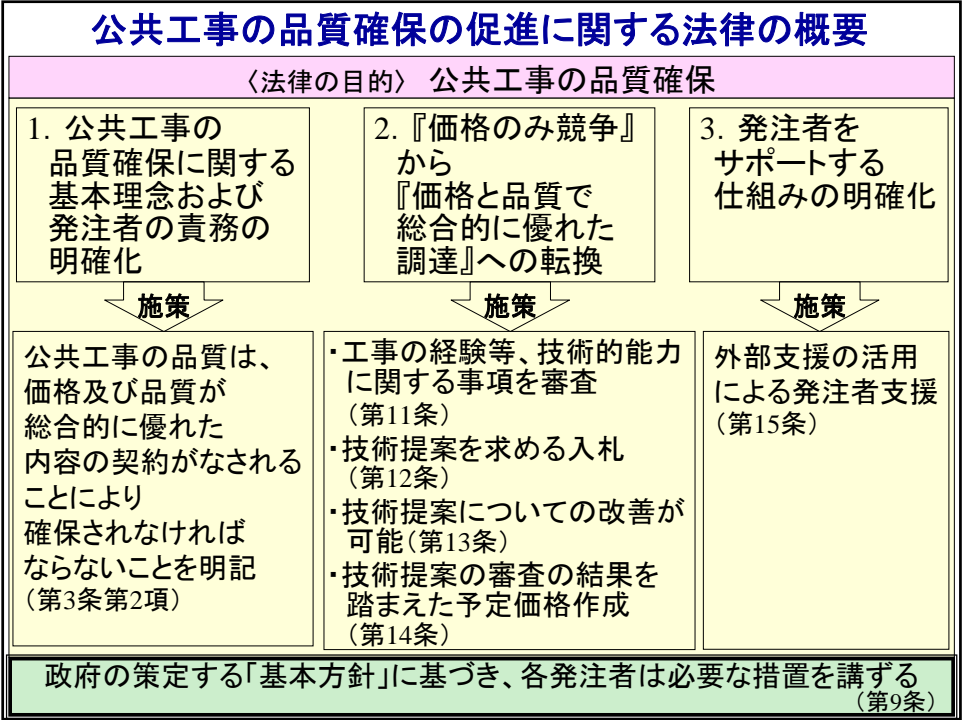 公共工事の品質確保の促進に関する法律の概要
〈法律の目的〉 公共工事の品質確保
1. 公共工事の
品質確保に関する
基本理念および
発注者の責務の
明確化
2.『価格のみ競争』
から
『価格と品質で
総合的に優れた
調達』への転換
3. 発注者を
サポートする
仕組みの明確化
施策
施策
施策
公共工事の品質は、
価格及び品質が
総合的に優れた
内容の契約がなされる
ことにより
確保されなければ
ならないことを明記
(第3条第2項)
・工事の経験等、技術的能力
に関する事項を審査
(第11条)
・技術提案を求める入札
(第12条)
・技術提案についての改善が
可能(第13条)
・技術提案の審査の結果を
踏まえた予定価格作成
(第14条)
外部支援の活用
による発注者支援
(第15条)
政府の策定する「基本方針」に基づき、各発注者は必要な措置を講ずる
(第9条)